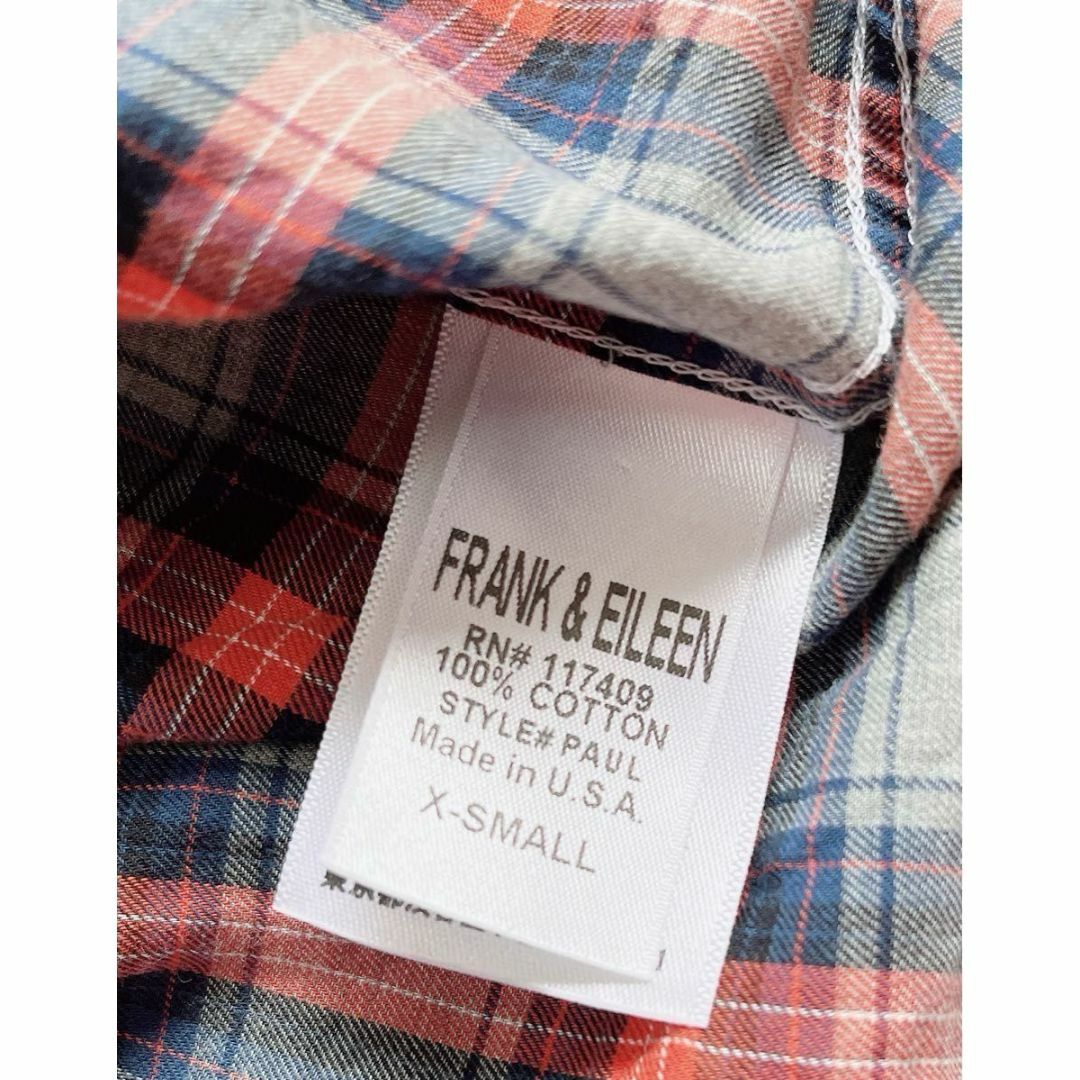 FRANK & EILEEN
RN# 117409
100% COTTON
STYLE# PAUL
Made in U.S.A.
X-SMALL